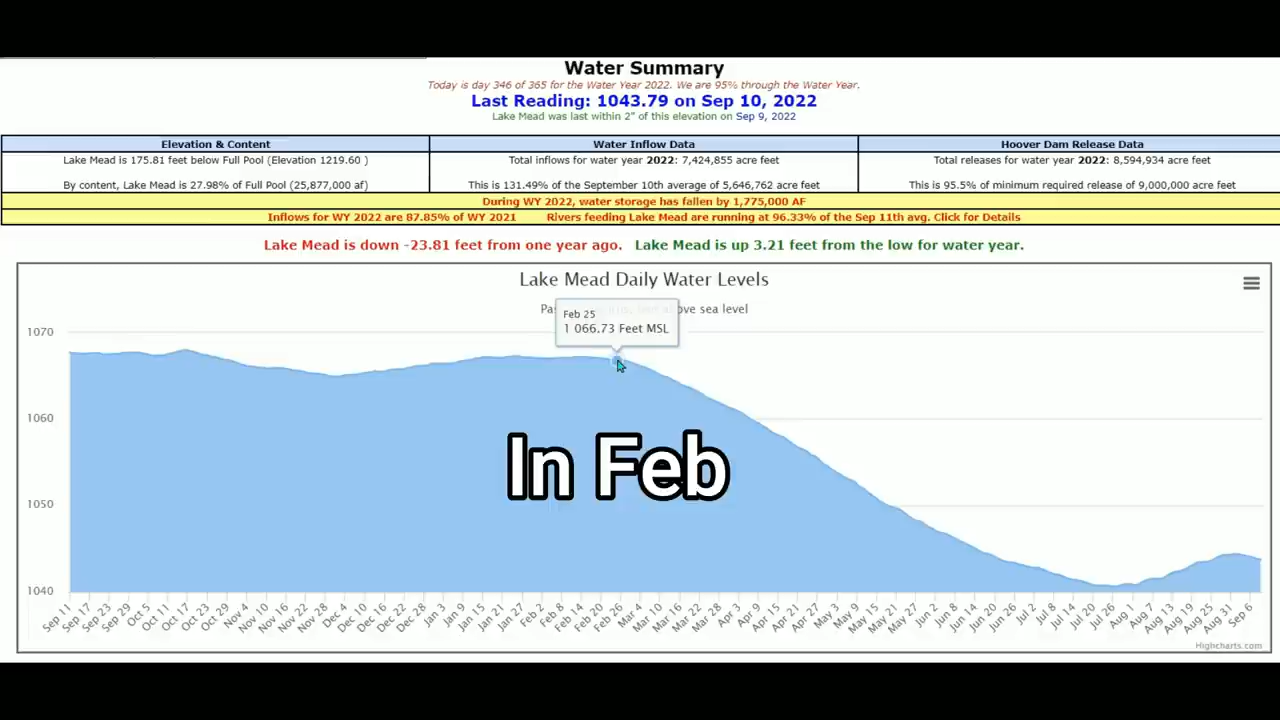 Water Summary
Today is day 346 of 365 for the Water Year 2022. We are 95% through the Water Year.
Last Reading: 1043.79 on Sep 10, 2022
Lake Mead was last within 2" of this elevation on Sep 9, 2022
Elevation & Content
Lake Mead is 175.81 feet below Full Pool (Elevation 1219.60 )
By content, Lake Mead is 27.98% of Full Pool (25,877,000 af)
Water Inflow Data
Total inflows for water year 2022: 7,424,855 acre feet
This is 131.49% of the September 10th average of 5,646,762 acre feet
Hoover Dam Release Data
Total releases for water year 2022: 8,594,934 acre feet
This is 95.5% of minimum required release of 9,000,000 acre feet
During WY 2022, water storage has fallen by 1,775,000 AF
Inflows for WY 2022 are 87.85% of WY 2021 Rivers feeding Lake Mead are running at 96.33% of the Sep 11th avg. Click for Details
Lake Mead is down -23.81 feet from one year ago. Lake Mead is up 3.21 feet from the low for water year.
Lake Mead Daily Water Levels
sea level
Feb 25
1 066.73 Feet MSL
1070
1060
1050
1040
In Feb
Sep 11 Sep 17 Sep 23 Sep 29 Oct 5 Oct 11 Oct 17 Oct 23 Oct 29 Nov 4 Nov 10 Nov 16 Nov 22 Nov 28 Dec 4 Dec 10 Dec 16 Dec 22 Dec 28 Jan 3 Jan 9 Jan 15 Jan 21 Jan 27 Feb 2 Feb 8 Feb 14 Feb 20 Feb 26 Mar 4 Mar 10 Mar 16 Mar 22 Mar 28 Apr 3 Apr 9 Apr 15 Apr 21 Apr 27 May 3 May 9 May 15 May 21 May 27 Jun 2 Jun 8 Jun 14 Jun 20 Jun 26 Jul 2 Jul 8 Jul 14 Jul 20 Jul 26 Aug 1 Aug 7 Aug 13 Aug 19 Aug 25 Aug 31 Sep 6
Highcharts.com